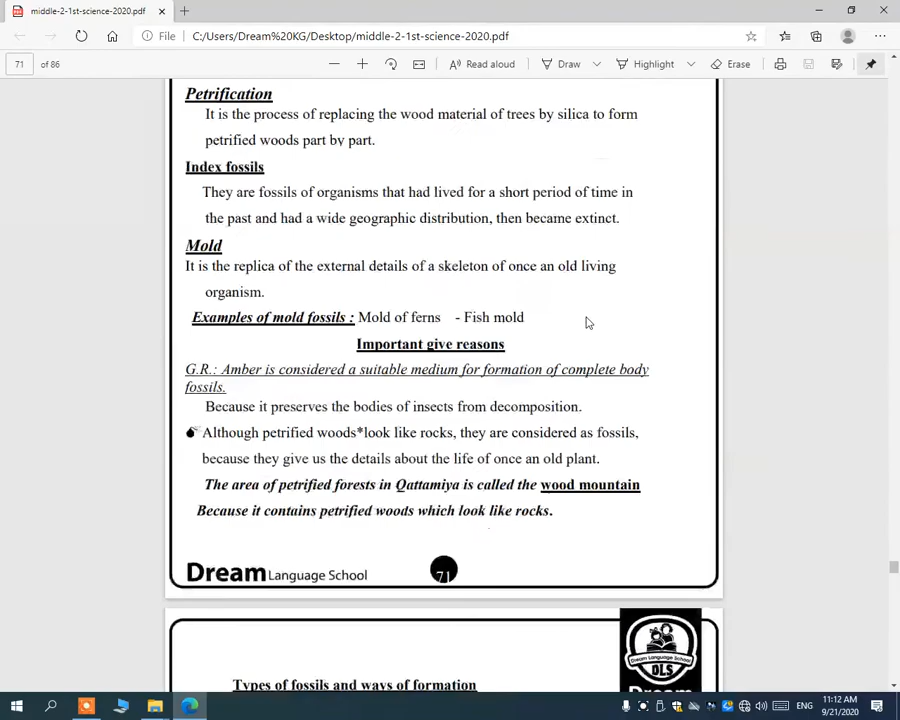 middle-2-1st-science-2020.pdf
File C:/Users/Dream%20KG/Desktop/middle-2-1st-science-2020.pdf
71 of 86 Read aloud Draw Highlight Erase
Petrification
It is the process of replacing the wood material of trees by silica to form
petrified woods part by part.
Index fossils
They are fossils of organisms that had lived for a short period of time in
the past and had a wide geographic distribution, then became extinct.
Mold
It is the replica of the external details of a skeleton of once an old living
organism.
Examples of mold fossils : Mold of ferns - Fish mold
Important give reasons
G.R.: Amber is considered a suitable medium for formation of complete body
fossils.
Because it preserves the bodies of insects from decomposition.
Although petrified woods*look like rocks, they are considered as fossils,
because they give us the details about the life of once an old plant.
The area of petrified forests in Qattamiya is called the wood mountain
Because it contains petrified woods which look like rocks.
Dream Language School 71
Types of fossils and ways of formation
Dream Language School
DLS
Dream
ENG
11:12 AM
9/21/2020